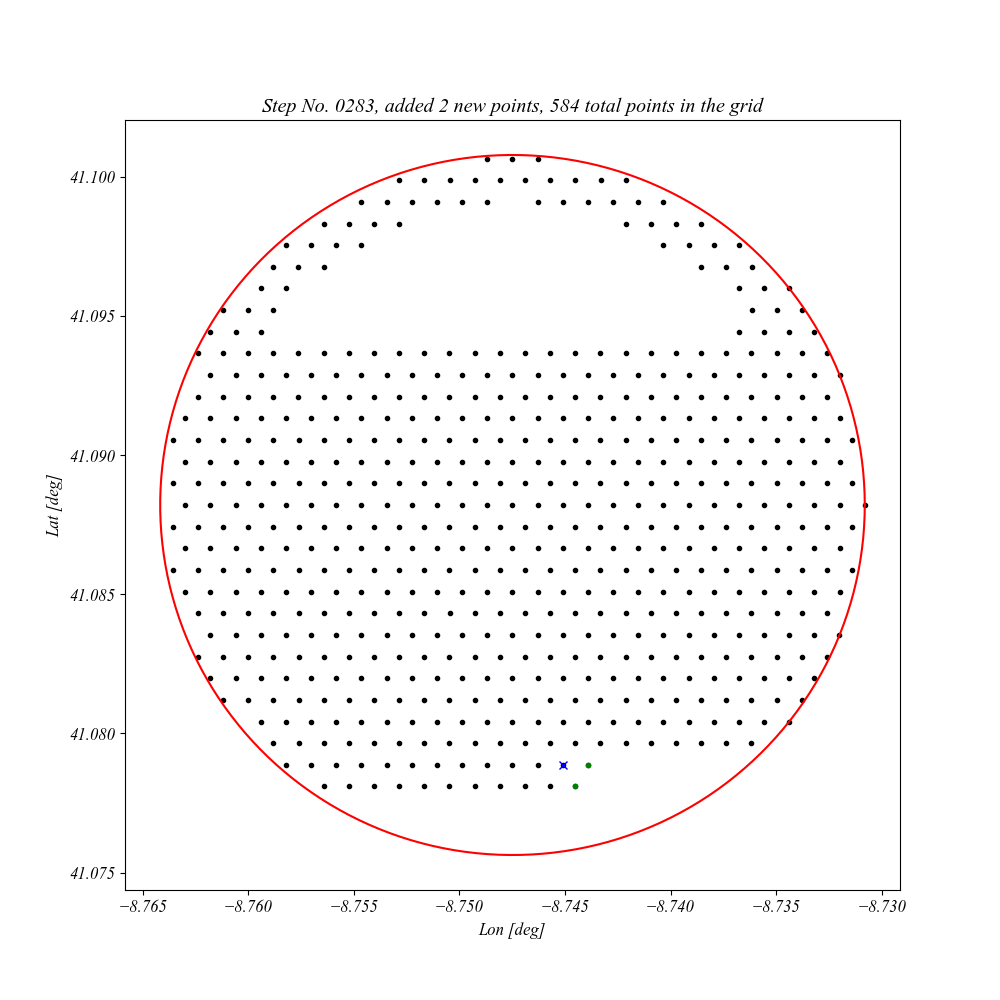 Step No. 0283, added 2 new points, 584 total points in the grid
41.100
41.095
41.090
41.085
41.080
41.075
Lat [deg]
−8.765 −8.760 −8.755 −8.750 −8.745 −8.740 −8.735 −8.730
Lon [deg]